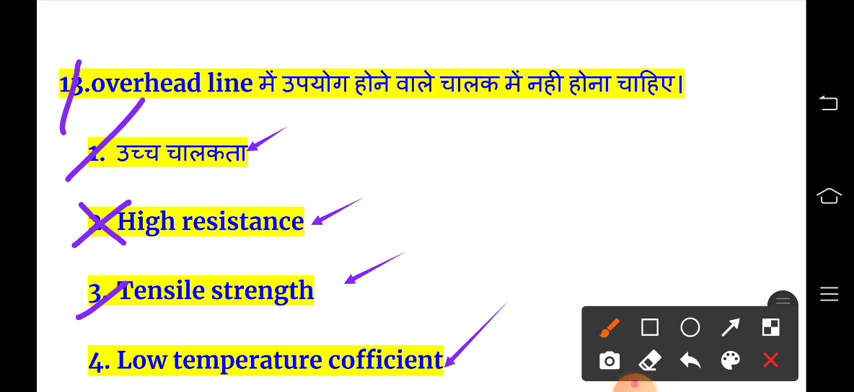 13.overhead line में उपयोग होने वाले चालक में नही होना चाहिए।
1. उच्च चालकता
2. High resistance
3. Tensile strength
4. Low temperature cofficient